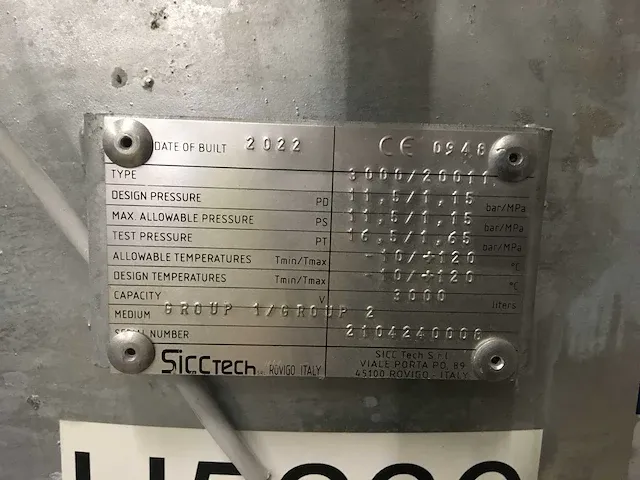 DATE OF BUILT 2022 CE 0948
TYPE 3000/20011
DESIGN PRESSURE PD 11,5/1,15 bar/MPa
MAX. ALLOWABLE PRESSURE PS 11,5/1,15 bar/MPa
TEST PRESSURE PT 16,5/1,65 bar/MPa
ALLOWABLE TEMPERATURES Tmin/Tmax -10/+120 °C
DESIGN TEMPERATURES Tmin/Tmax -10/+120 °C
CAPACITY V 3000 liters
MEDIUM GROUP 1/GROUP 2
SERIAL NUMBER 2104240008
SICCTECH SRL ROVIGO ITALY
SICC Tech S.r.l
VIALE PORTA PO, 89
45100 ROVIGO - ITALY